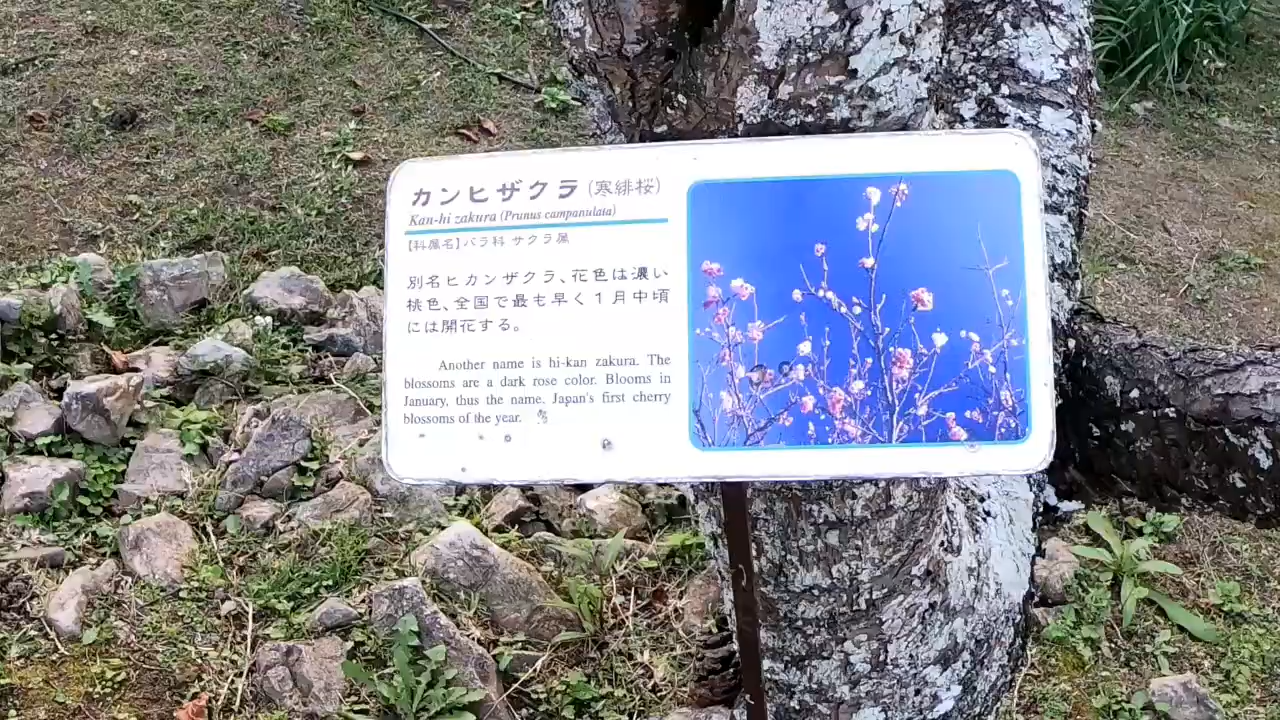 カンヒザクラ(寒緋桜)
Kan-hi zakura (Prunus campanulata)
【科属名】バラ科 サクラ属
別名ヒカンザクラ、花色は濃い
桃色、全国で最も早く1月中頃
には開花する。
Another name is hi-kan zakura. The
blossoms are a dark rose color. Blooms in
January, thus the name. Japan's first cherry
blossoms of the year.